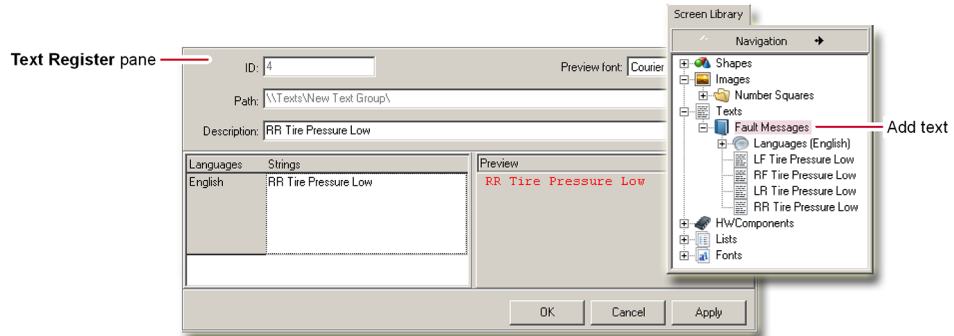 Screen Library
Navigation
Text Register pane
ID: 4
Preview font: Courier
Path: \\Texts\New Text Group\
Description: RR Tire Pressure Low
Languages Strings Preview
English RR Tire Pressure Low RR Tire Pressure Low
OK Cancel Apply
Shapes
Images
Number Squares
Texts
Fault Messages
Add text
Languages (English)
LF Tire Pressure Low
RF Tire Pressure Low
LR Tire Pressure Low
RR Tire Pressure Low
HWComponents
Lists
Fonts